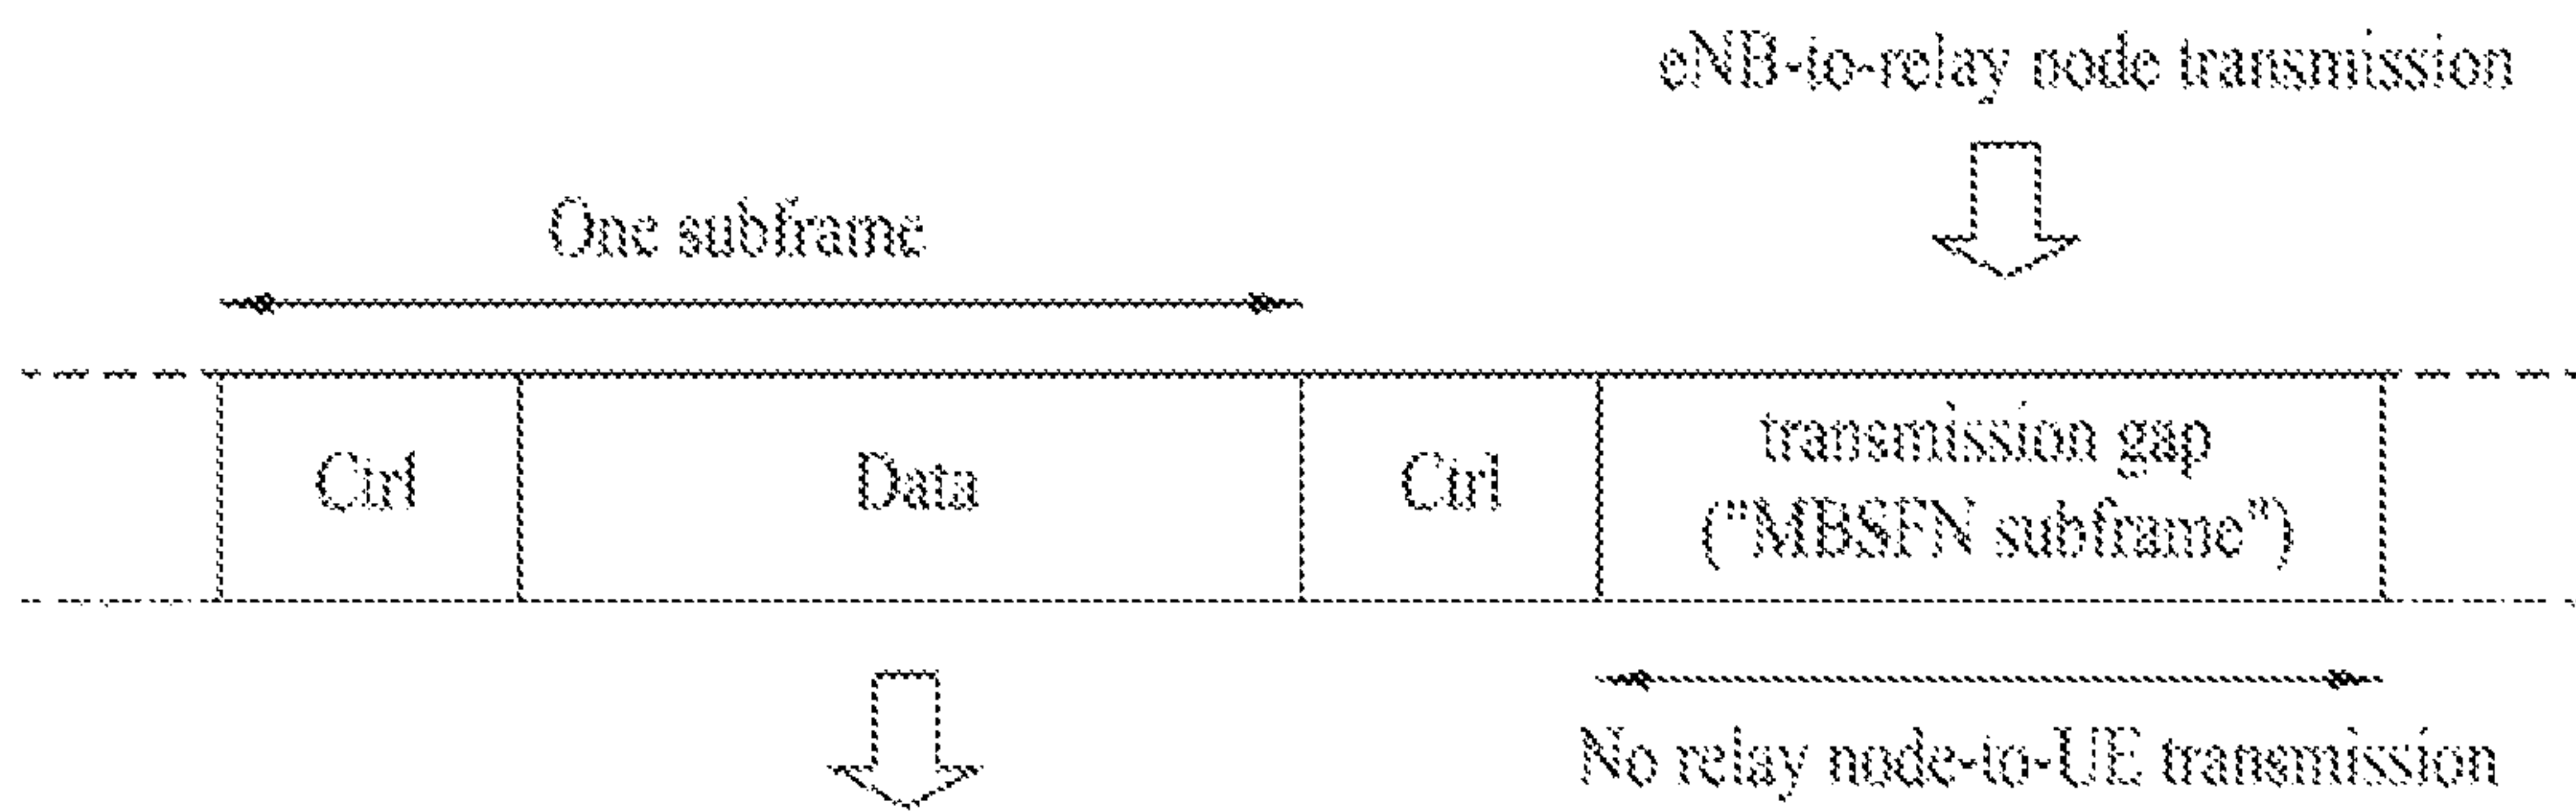 eNB-to-relay node transmission
One subframe
Ctrl
Data
Ctrl
transmission gap
("MBSFN subframe")
No relay node-to-UE transmission